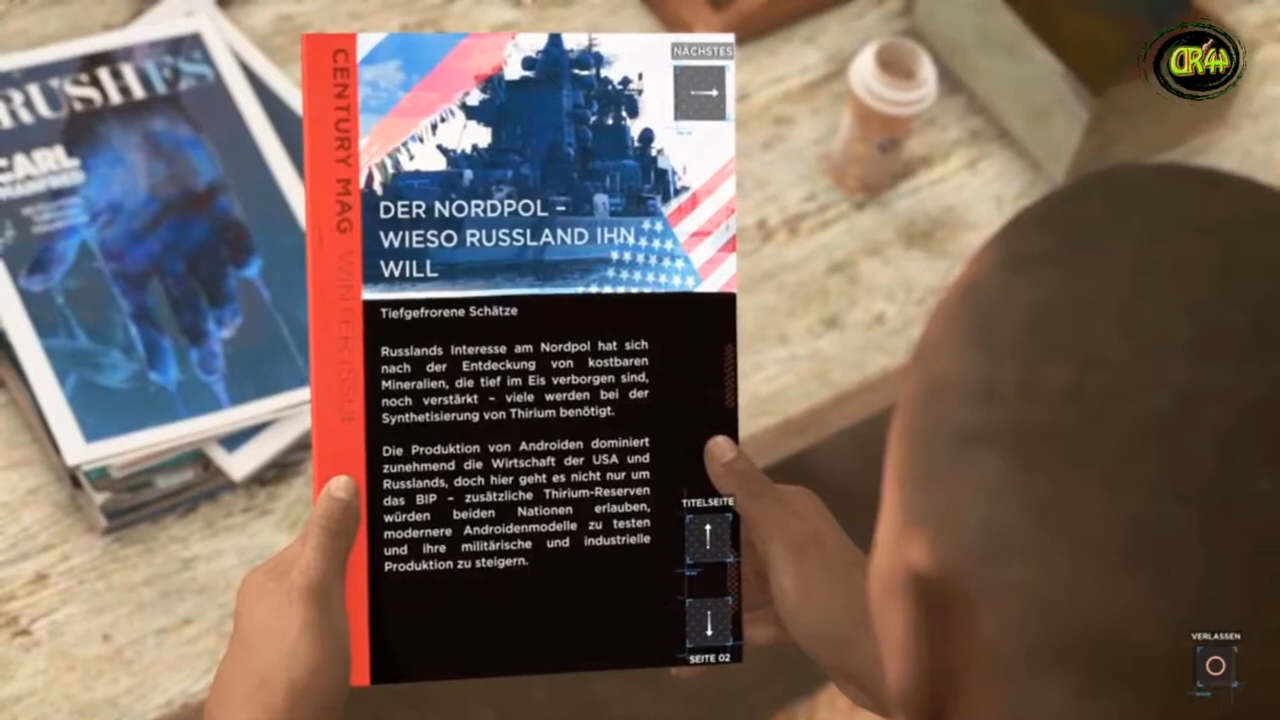 RUSHES
CARL
CENTURY MAG WINTER ISSUE
NÄCHSTES
DER NORDPOL –
WIESO RUSSLAND IHN
WILL
Tiefgefrorene Schätze
Russlands Interesse am Nordpol hat sich
nach der Entdeckung von kostbaren
Mineralien, die tief im Eis verborgen sind,
noch verstärkt – viele werden bei der
Synthetisierung von Thirium benötigt.
Die Produktion von Androiden dominiert
zunehmend die Wirtschaft der USA und
Russlands, doch hier geht es nicht nur um
das BIP – zusätzliche Thirium-Reserven
würden beiden Nationen erlauben,
modernere Androidenmodelle zu testen
und ihre militärische und industrielle
Produktion zu steigern.
TITELSEITE
SEITE 02
VERLASSEN